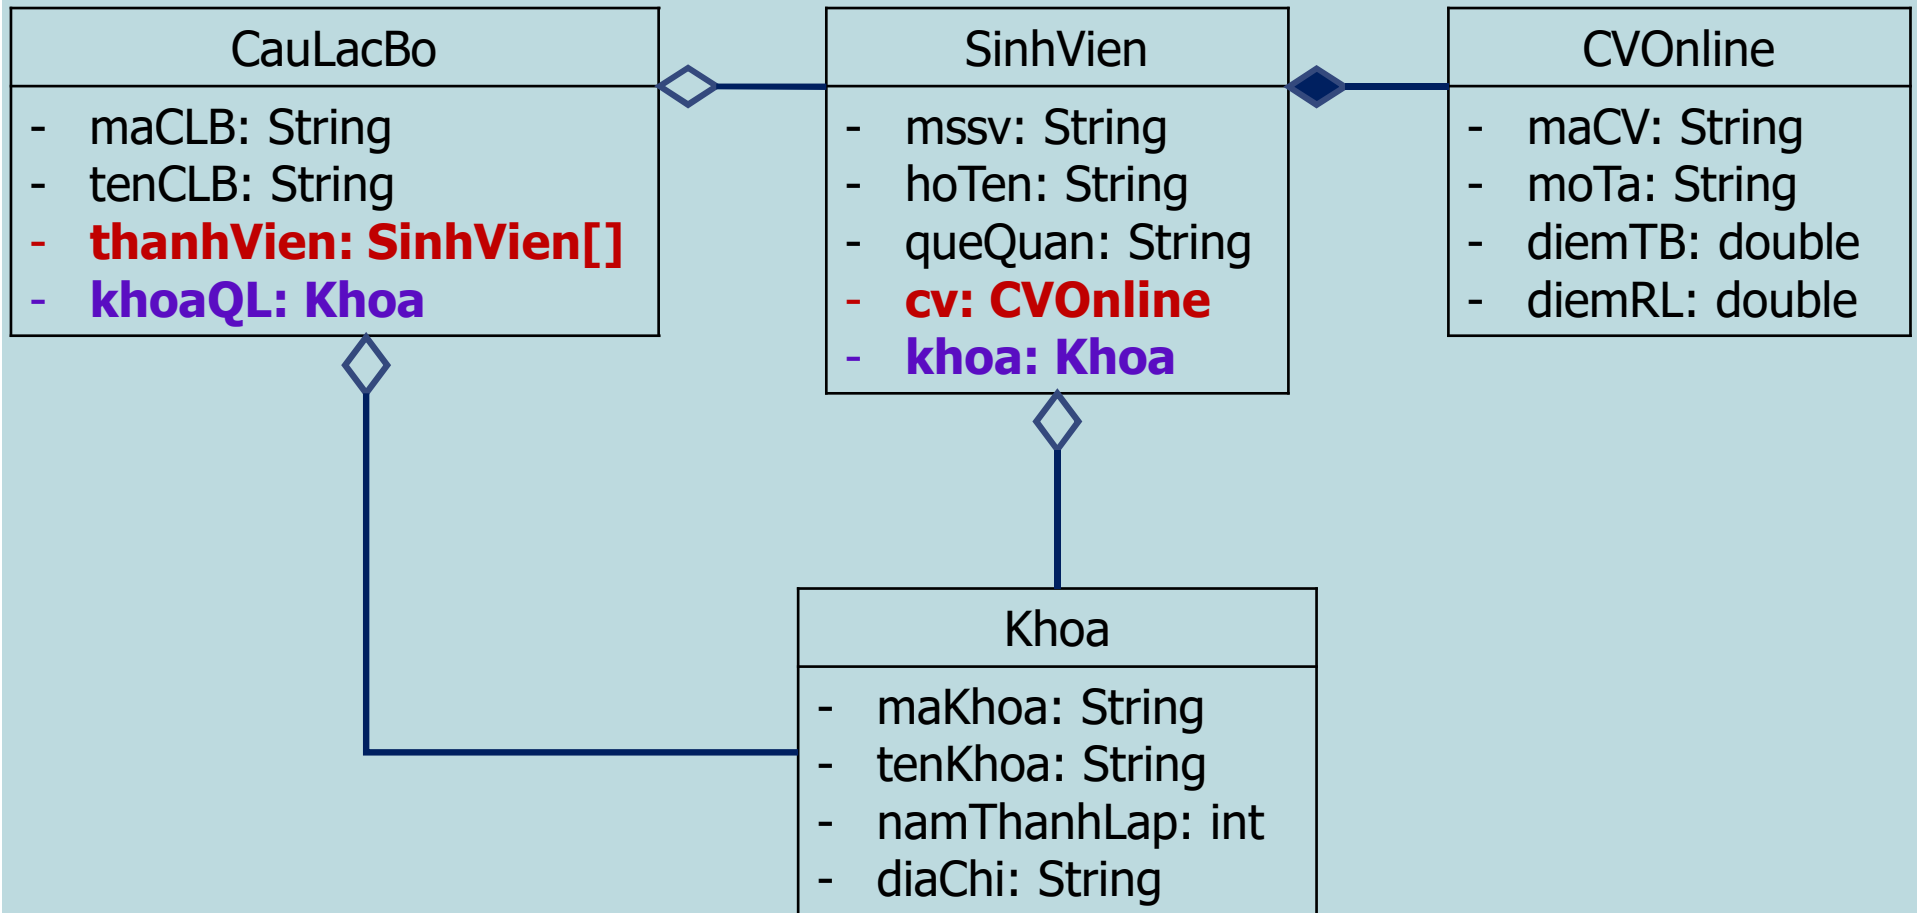 CauLacBo
- maCLB: String
- tenCLB: String
- thanhVien: SinhVien[]
- khoaQL: Khoa
SinhVien
- mssv: String
- hoTen: String
- queQuan: String
- cv: CVOnline
- khoa: Khoa
CVOnline
- maCV: String
- moTa: String
- diemTB: double
- diemRL: double
Khoa
- maKhoa: String
- tenKhoa: String
- namThanhLap: int
- diaChi: String